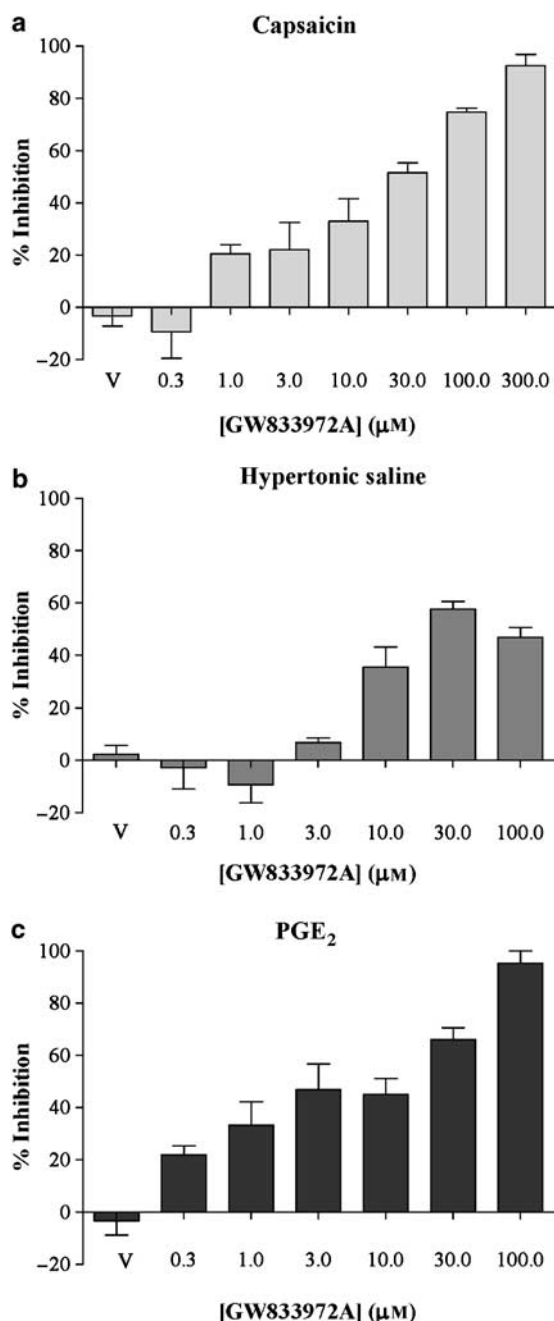 a
Capsaicin
100
80
60
40
20
0
−20
% Inhibition
V 0.3 1.0 3.0 10.0 30.0 100.0 300.0
[GW833972A] (μM)
b
Hypertonic saline
100
80
60
40
20
0
−20
% Inhibition
V 0.3 1.0 3.0 10.0 30.0 100.0
[GW833972A] (μM)
c
PGE₂
100
80
60
40
20
0
−20
% Inhibition
V 0.3 1.0 3.0 10.0 30.0 100.0
[GW833972A] (μM)